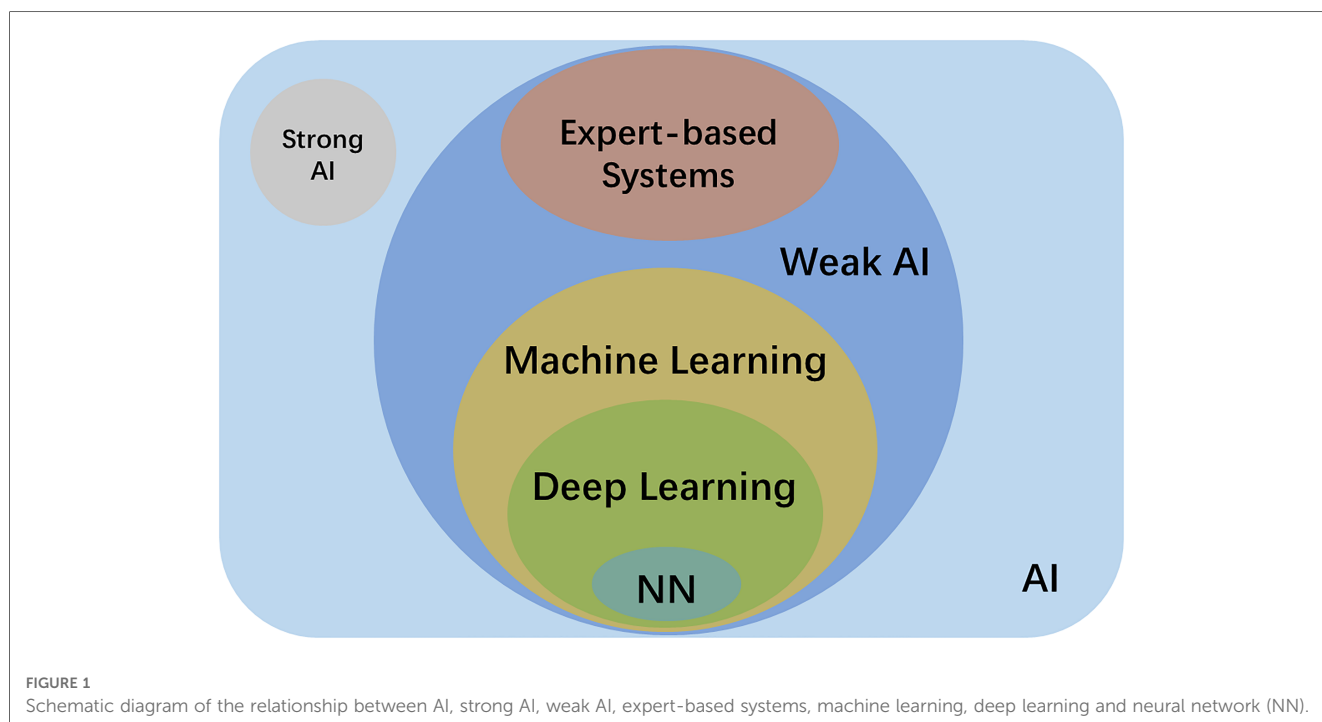 Strong
AI
Expert-based
Systems
Weak AI
Machine Learning
Deep Learning
NN
AI
FIGURE 1
Schematic diagram of the relationship between AI, strong AI, weak AI, expert-based systems, machine learning, deep learning and neural network (NN).